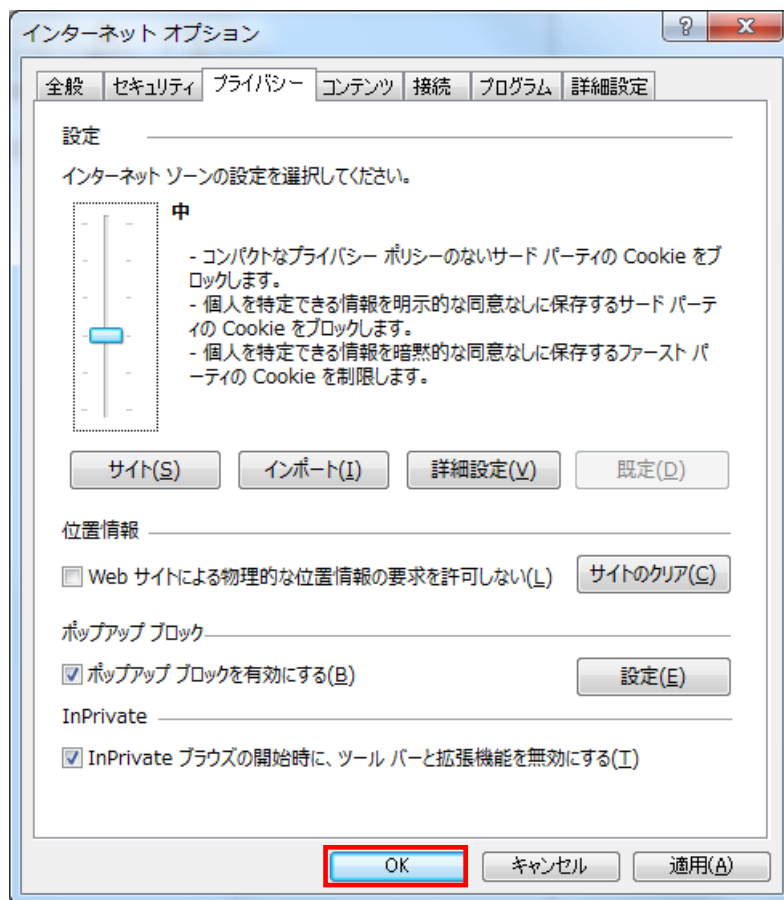 インターネット オプション
全般 セキュリティ プライバシー コンテンツ 接続 プログラム 詳細設定
設定
インターネット ゾーンの設定を選択してください。
中
- コンパクトなプライバシー ポリシーのないサード パーティの Cookie をブ
ロックします。
- 個人を特定できる情報を明示的な同意なしに保存するサード パーテ
ィの Cookie をブロックします。
- 個人を特定できる情報を暗黙的な同意なしに保存するファースト パ
ーティの Cookie を制限します。
サイト(S) インポート(I) 詳細設定(V) 既定(D)
位置情報
Web サイトによる物理的な位置情報の要求を許可しない(L) サイトのクリア(C)
ポップアップ ブロック
ポップアップ ブロックを有効にする(B) 設定(E)
InPrivate
InPrivate ブラウズの開始時に、ツール バーと拡張機能を無効にする(T)
OK キャンセル 適用(A)